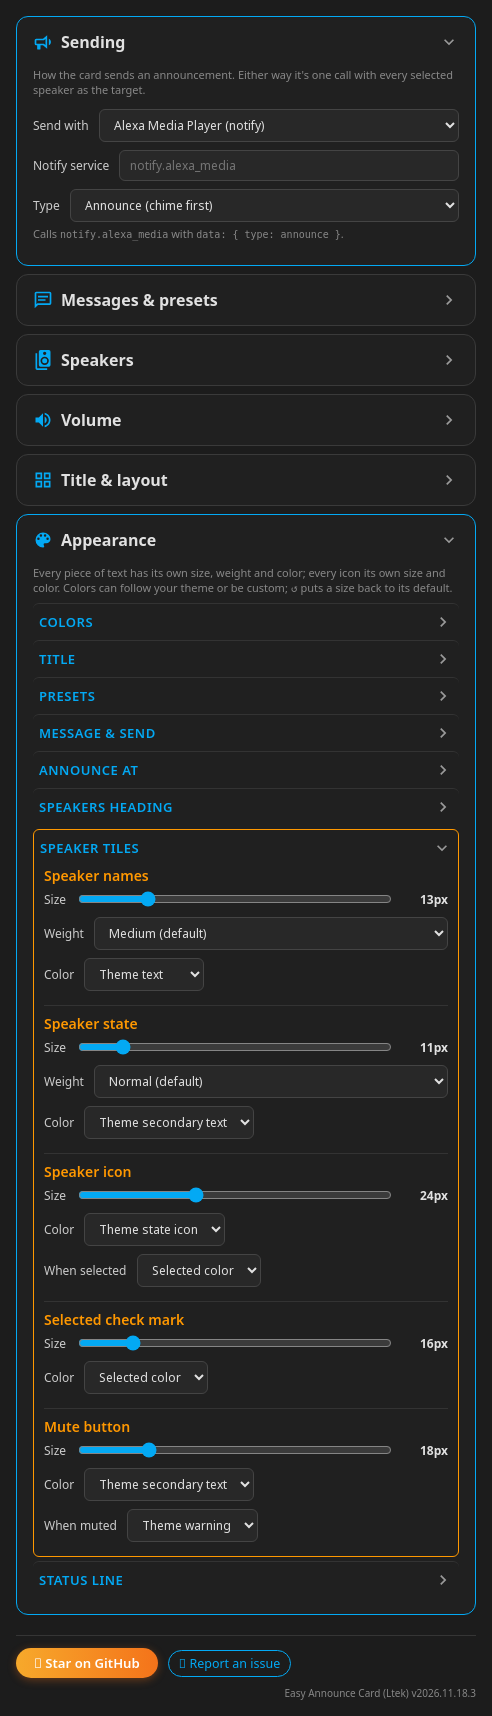 Sending
How the card sends an announcement. Either way it's one call with every selected
speaker as the target.
Send with Alexa Media Player (notify)
Notify service notify.alexa_media
Type Announce (chime first)
Calls notify.alexa_media with data: { type: announce }.
Messages & presets
Speakers
Volume
Title & layout
Appearance
Every piece of text has its own size, weight and color; every icon its own size and
color. Colors can follow your theme or be custom; ↺ puts a size back to its default.
COLORS
TITLE
PRESETS
MESSAGE & SEND
ANNOUNCE AT
SPEAKERS HEADING
SPEAKER TILES
Speaker names
Size 13px
Weight Medium (default)
Color Theme text
Speaker state
Size 11px
Weight Normal (default)
Color Theme secondary text
Speaker icon
Size 24px
Color Theme state icon
When selected Selected color
Selected check mark
Size 16px
Color Selected color
Mute button
Size 18px
Color Theme secondary text
When muted Theme warning
STATUS LINE
Star on GitHub Report an issue
Easy Announce Card (Ltek) v2026.11.18.3